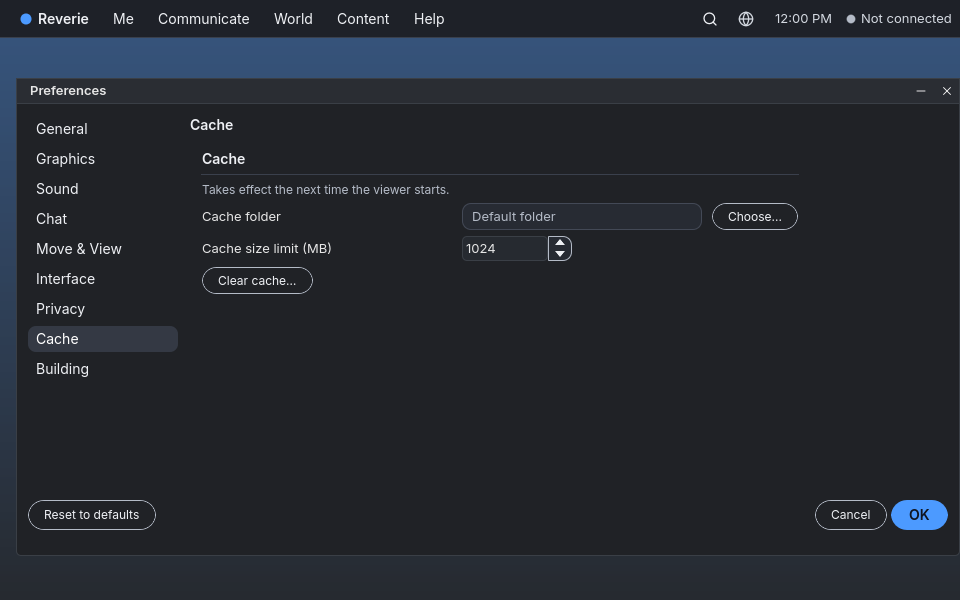 Reverie Me Communicate World Content Help 12:00 PM Not connected
Preferences
General
Graphics
Sound
Chat
Move & View
Interface
Privacy
Cache
Building
Cache
Cache
Takes effect the next time the viewer starts.
Cache folder Default folder Choose...
Cache size limit (MB) 1024
Clear cache...
Reset to defaults Cancel OK